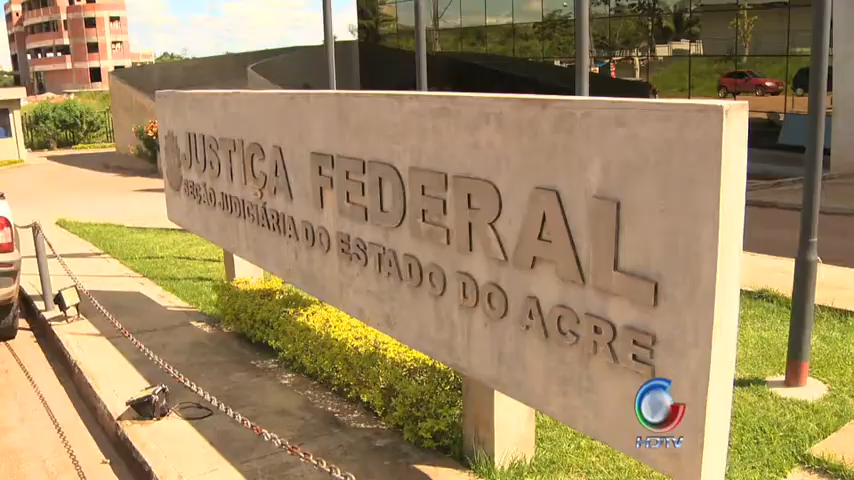 JUSTIÇA FEDERAL
SEÇÃO JUDICIÁRIA DO ESTADO DO ACRE
HDTV